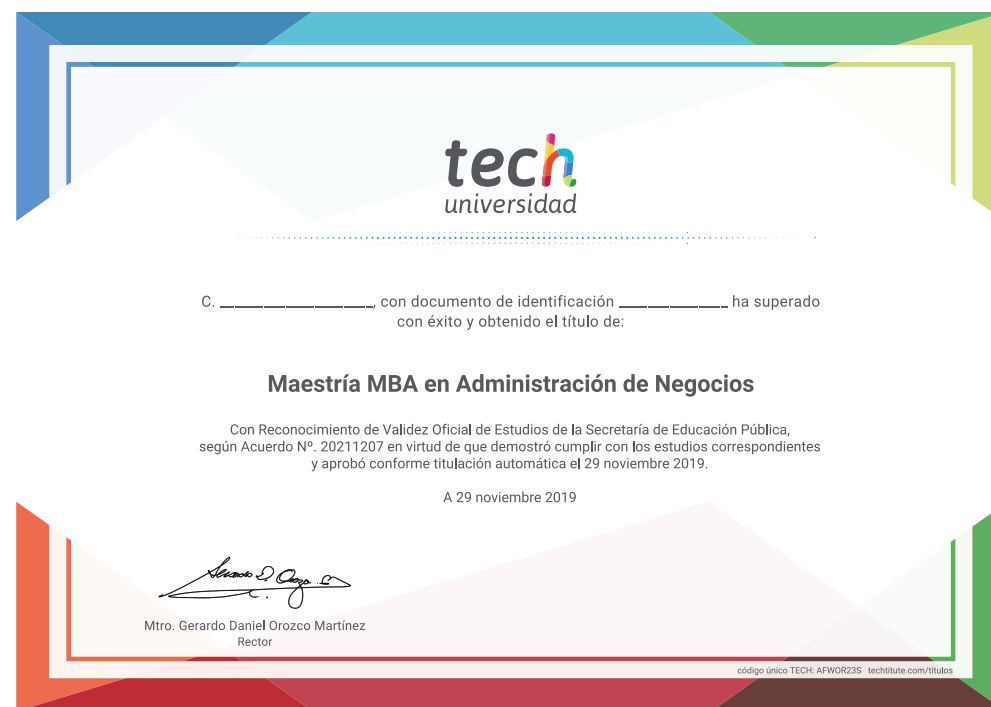 tech
universidad
C. ____________________, con documento de identificación ______________ ha superado
con éxito y obtenido el título de:
Maestría MBA en Administración de Negocios
Con Reconocimiento de Validez Oficial de Estudios de la Secretaría de Educación Pública,
según Acuerdo Nº. 20211207 en virtud de que demostró cumplir con los estudios correspondientes
y aprobó conforme titulación automática el 29 noviembre 2019.
A 29 noviembre 2019
Mtro. Gerardo Daniel Orozco Martínez
Rector
código único TECH: AFWOR23S techtitute.com/titulos